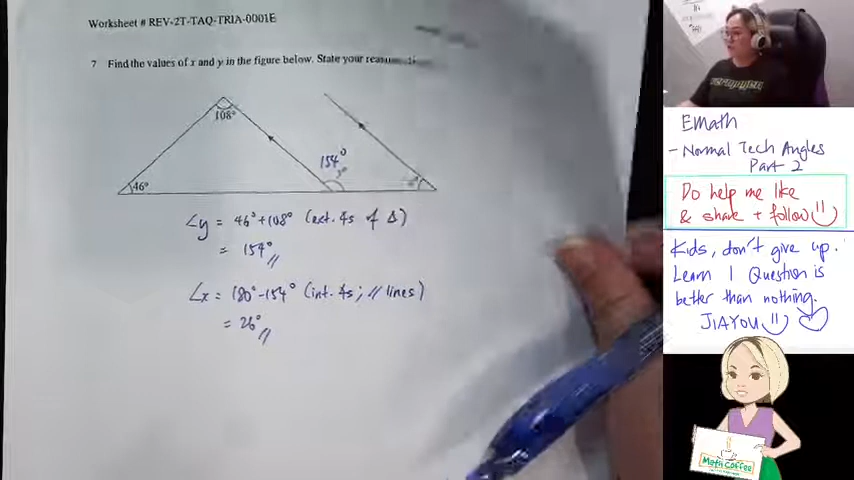 Worksheet # REV-2T-TAQ-TRIA-0001E
7 Find the values of x and y in the figure below. State your
108°
154°
y°
46°
∠y = 46°+108° (ext. ∠s of Δ)
= 154°//
∠x = 180°-154° (int. ∠s; // lines)
= 26°//
EMath
- Normal Tech Angles
Part 2
Do help me like
& share + follow
Kids, don't give up.
Learn 1 Question is
better than nothing.
JIAYOU
Math Coffee